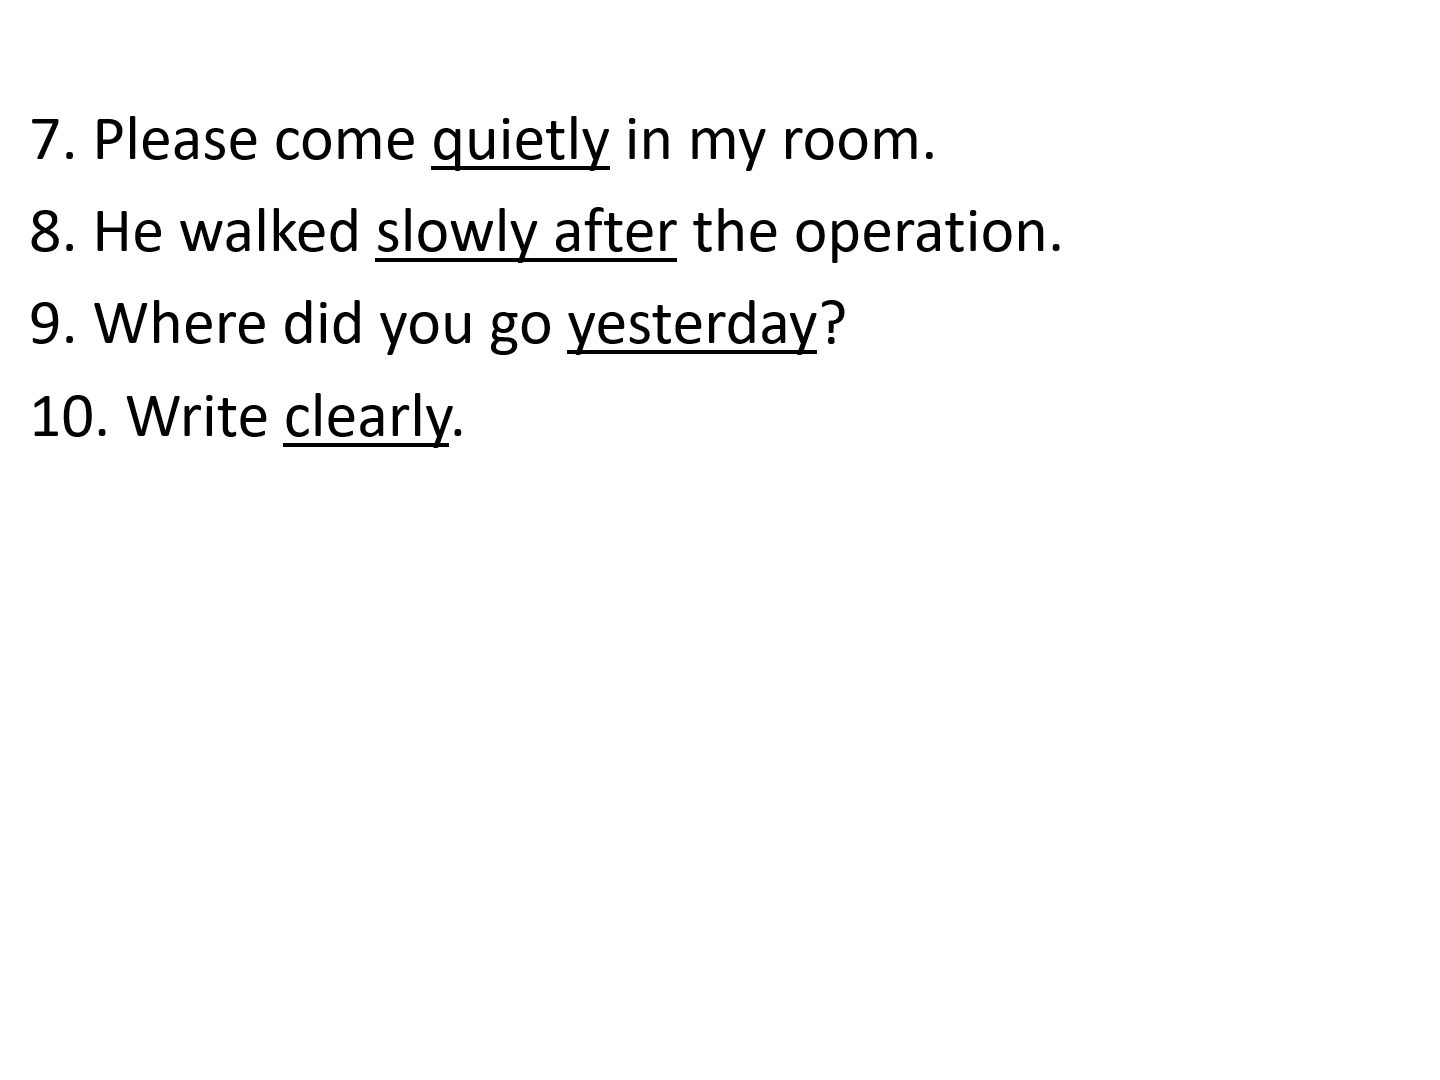 7. Please come quietly in my room.
8. He walked slowly after the operation.
9. Where did you go yesterday?
10. Write clearly.